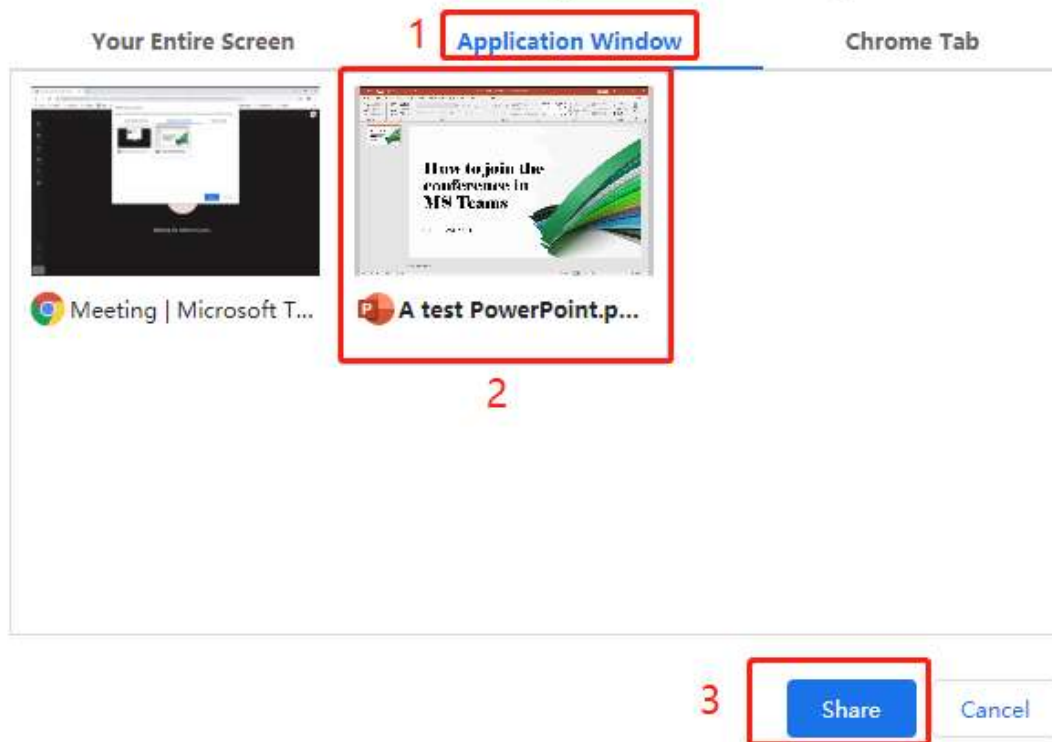 Your Entire Screen
1
Application Window
Chrome Tab
How to join the
conference in
MS Teams
Meeting | Microsoft T...
P
A test PowerPoint.p...
2
3
Share
Cancel